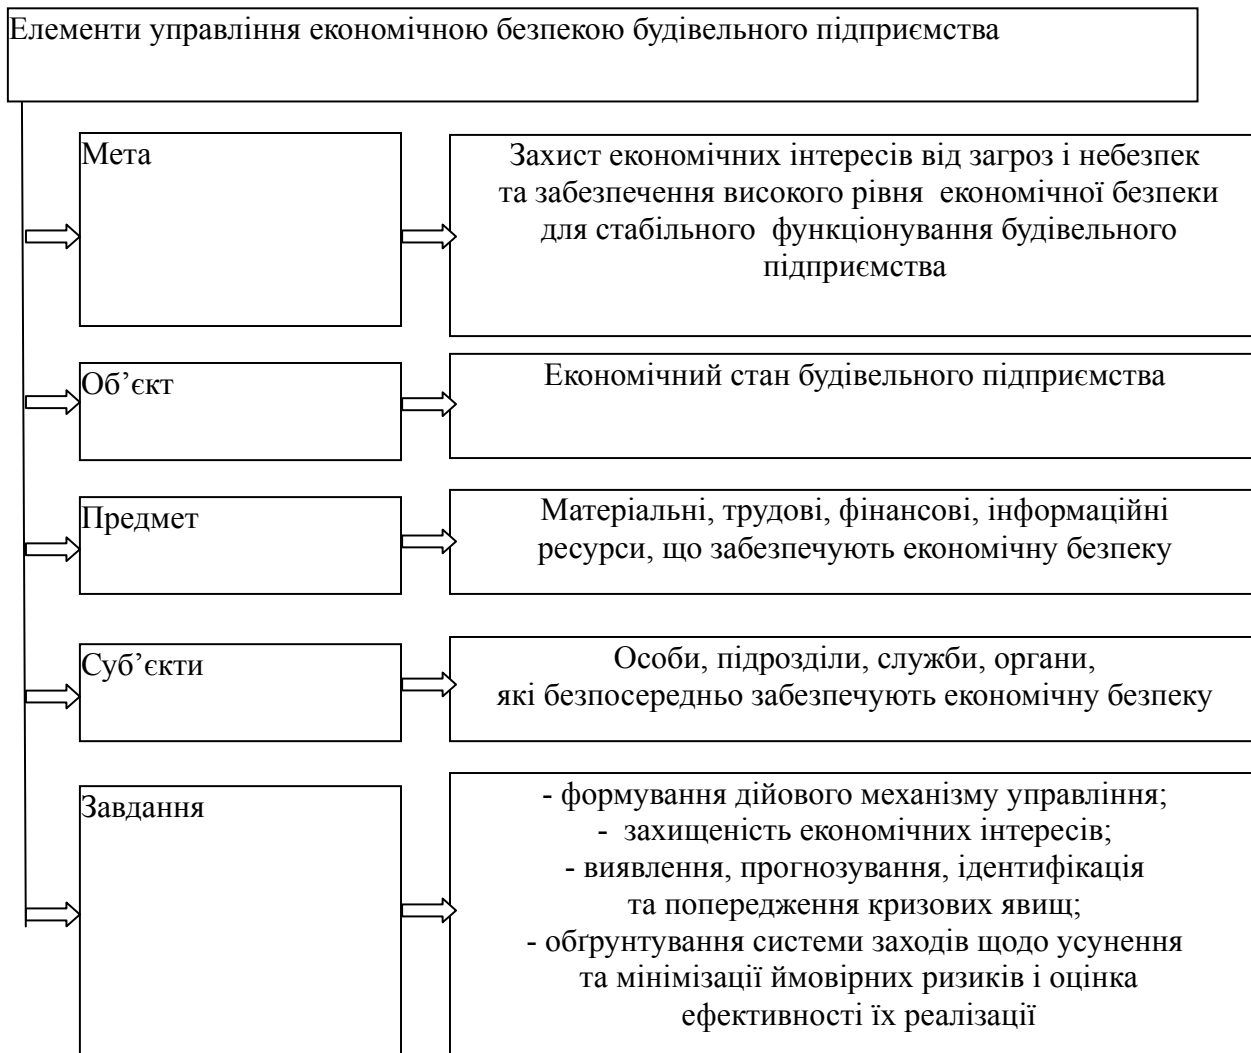 Елементи управління економічною безпекою будівельного підприємства
Мета
Захист економічних інтересів від загроз і небезпек
та забезпечення високого рівня економічної безпеки
для стабільного функціонування будівельного
підприємства
Об’єкт
Економічний стан будівельного підприємства
Предмет
Матеріальні, трудові, фінансові, інформаційні
ресурси, що забезпечують економічну безпеку
Суб’єкти
Особи, підрозділи, служби, органи,
які безпосередньо забезпечують економічну безпеку
Завдання
- формування дійового механізму управління;
- захищеність економічних інтересів;
- виявлення, прогнозування, ідентифікація
та попередження кризових явищ;
- обґрунтування системи заходів щодо усунення
та мінімізації ймовірних ризиків і оцінка
ефективності їх реалізації